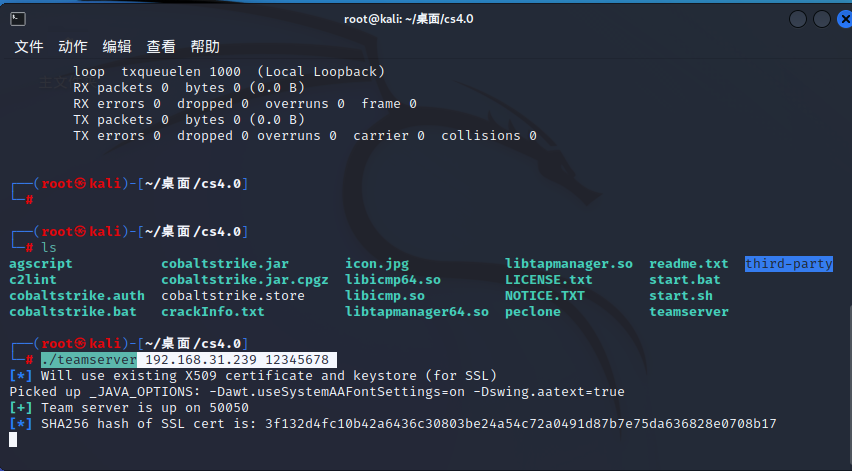 root@kali: ~/桌面/cs4.0
文件 动作 编辑 查看 帮助
loop txqueuelen 1000 (Local Loopback)
RX packets 0 bytes 0 (0.0 B)
RX errors 0 dropped 0 overruns 0 frame 0
TX packets 0 bytes 0 (0.0 B)
TX errors 0 dropped 0 overruns 0 carrier 0 collisions 0
┌──(root㉿kali)-[~/桌面/cs4.0]
└─#
┌──(root㉿kali)-[~/桌面/cs4.0]
└─# ls
agscript cobaltstrike.jar icon.jpg libtapmanager.so readme.txt third-party
c2lint cobaltstrike.jar.cpgz libicmp64.so LICENSE.txt start.bat
cobaltstrike.auth cobaltstrike.store libicmp.so NOTICE.TXT start.sh
cobaltstrike.bat crackInfo.txt libtapmanager64.so peclone teamserver
┌──(root㉿kali)-[~/桌面/cs4.0]
└─# ./teamserver 192.168.31.239 12345678
[*] Will use existing X509 certificate and keystore (for SSL)
Picked up _JAVA_OPTIONS: -Dawt.useSystemAAFontSettings=on -Dswing.aatext=true
[+] Team server is up on 50050
[*] SHA256 hash of SSL cert is: 3f132d4fc10b42a6436c30803be24a54c72a0491d87b7e75da636828e0708b17